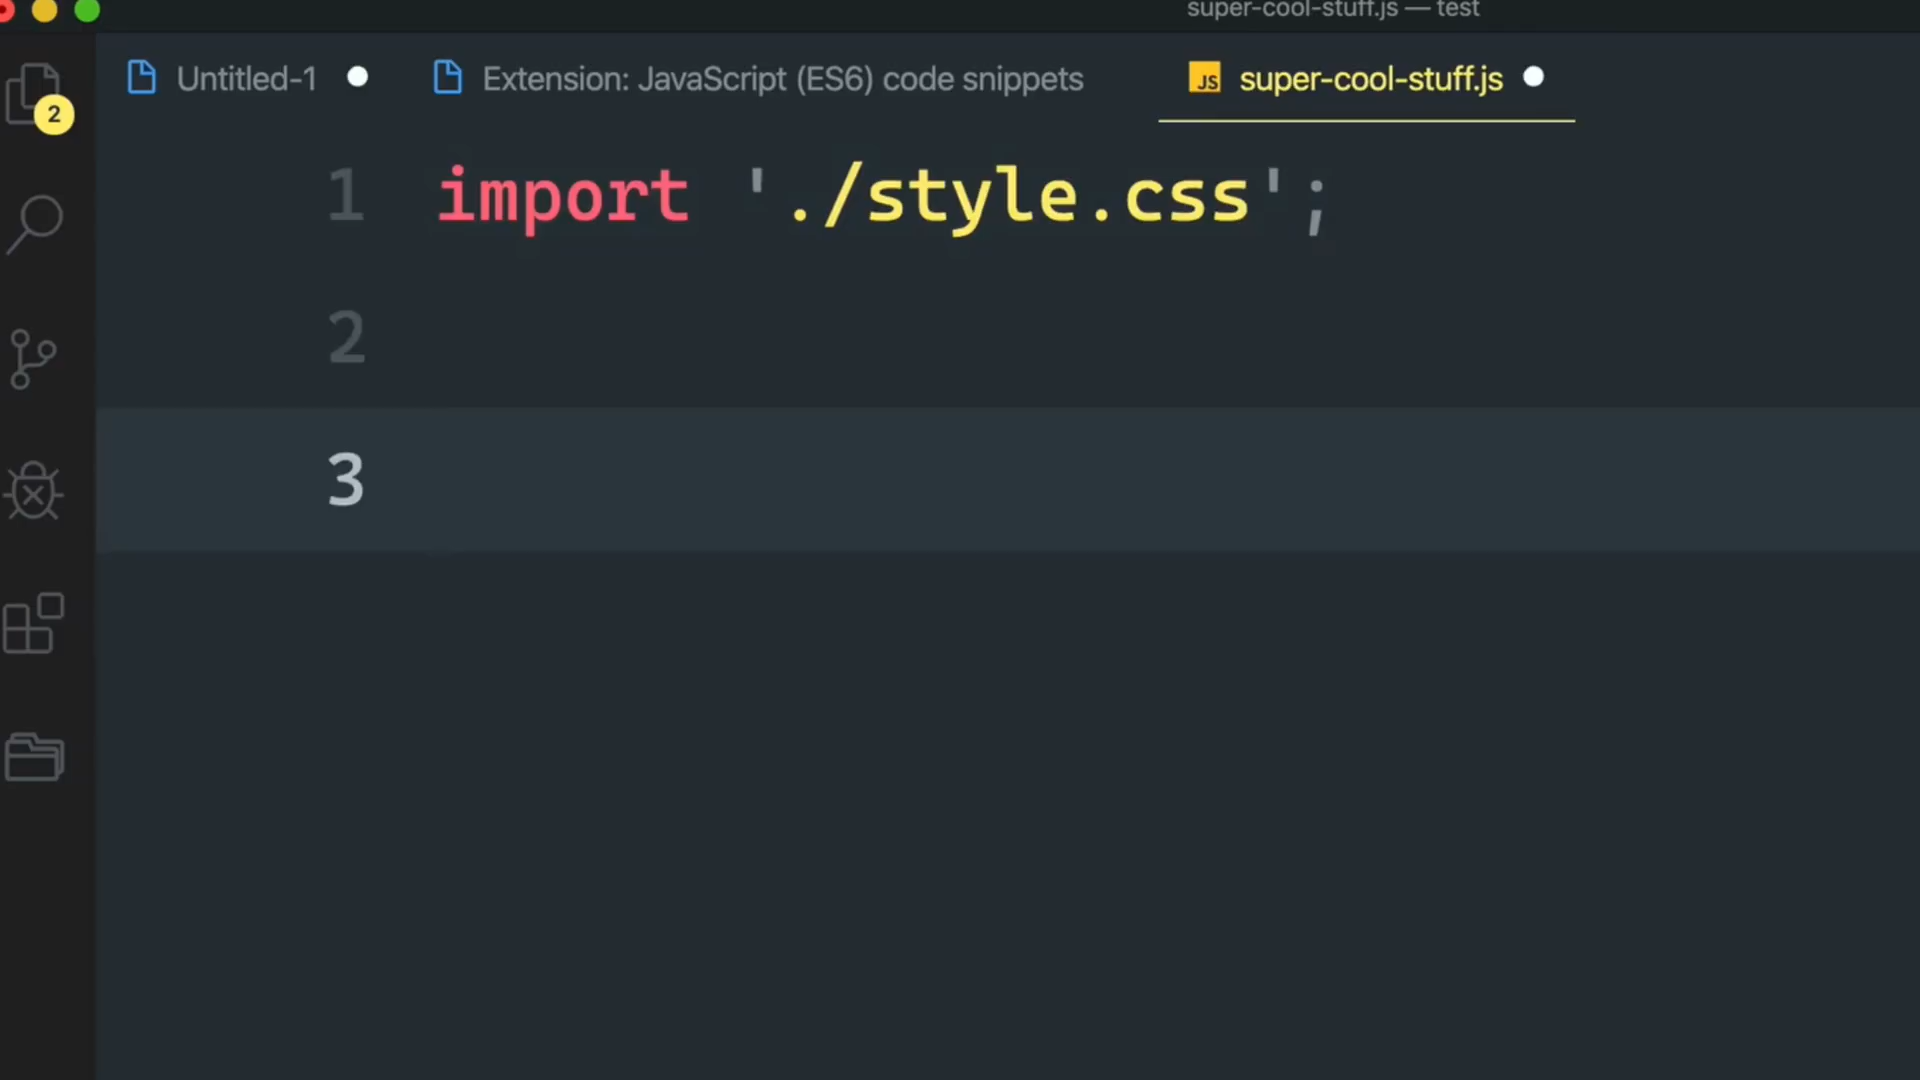 super-cool-stuff.js — test
Untitled-1
Extension: JavaScript (ES6) code snippets
JS super-cool-stuff.js
2
1 import './style.css';
2
3